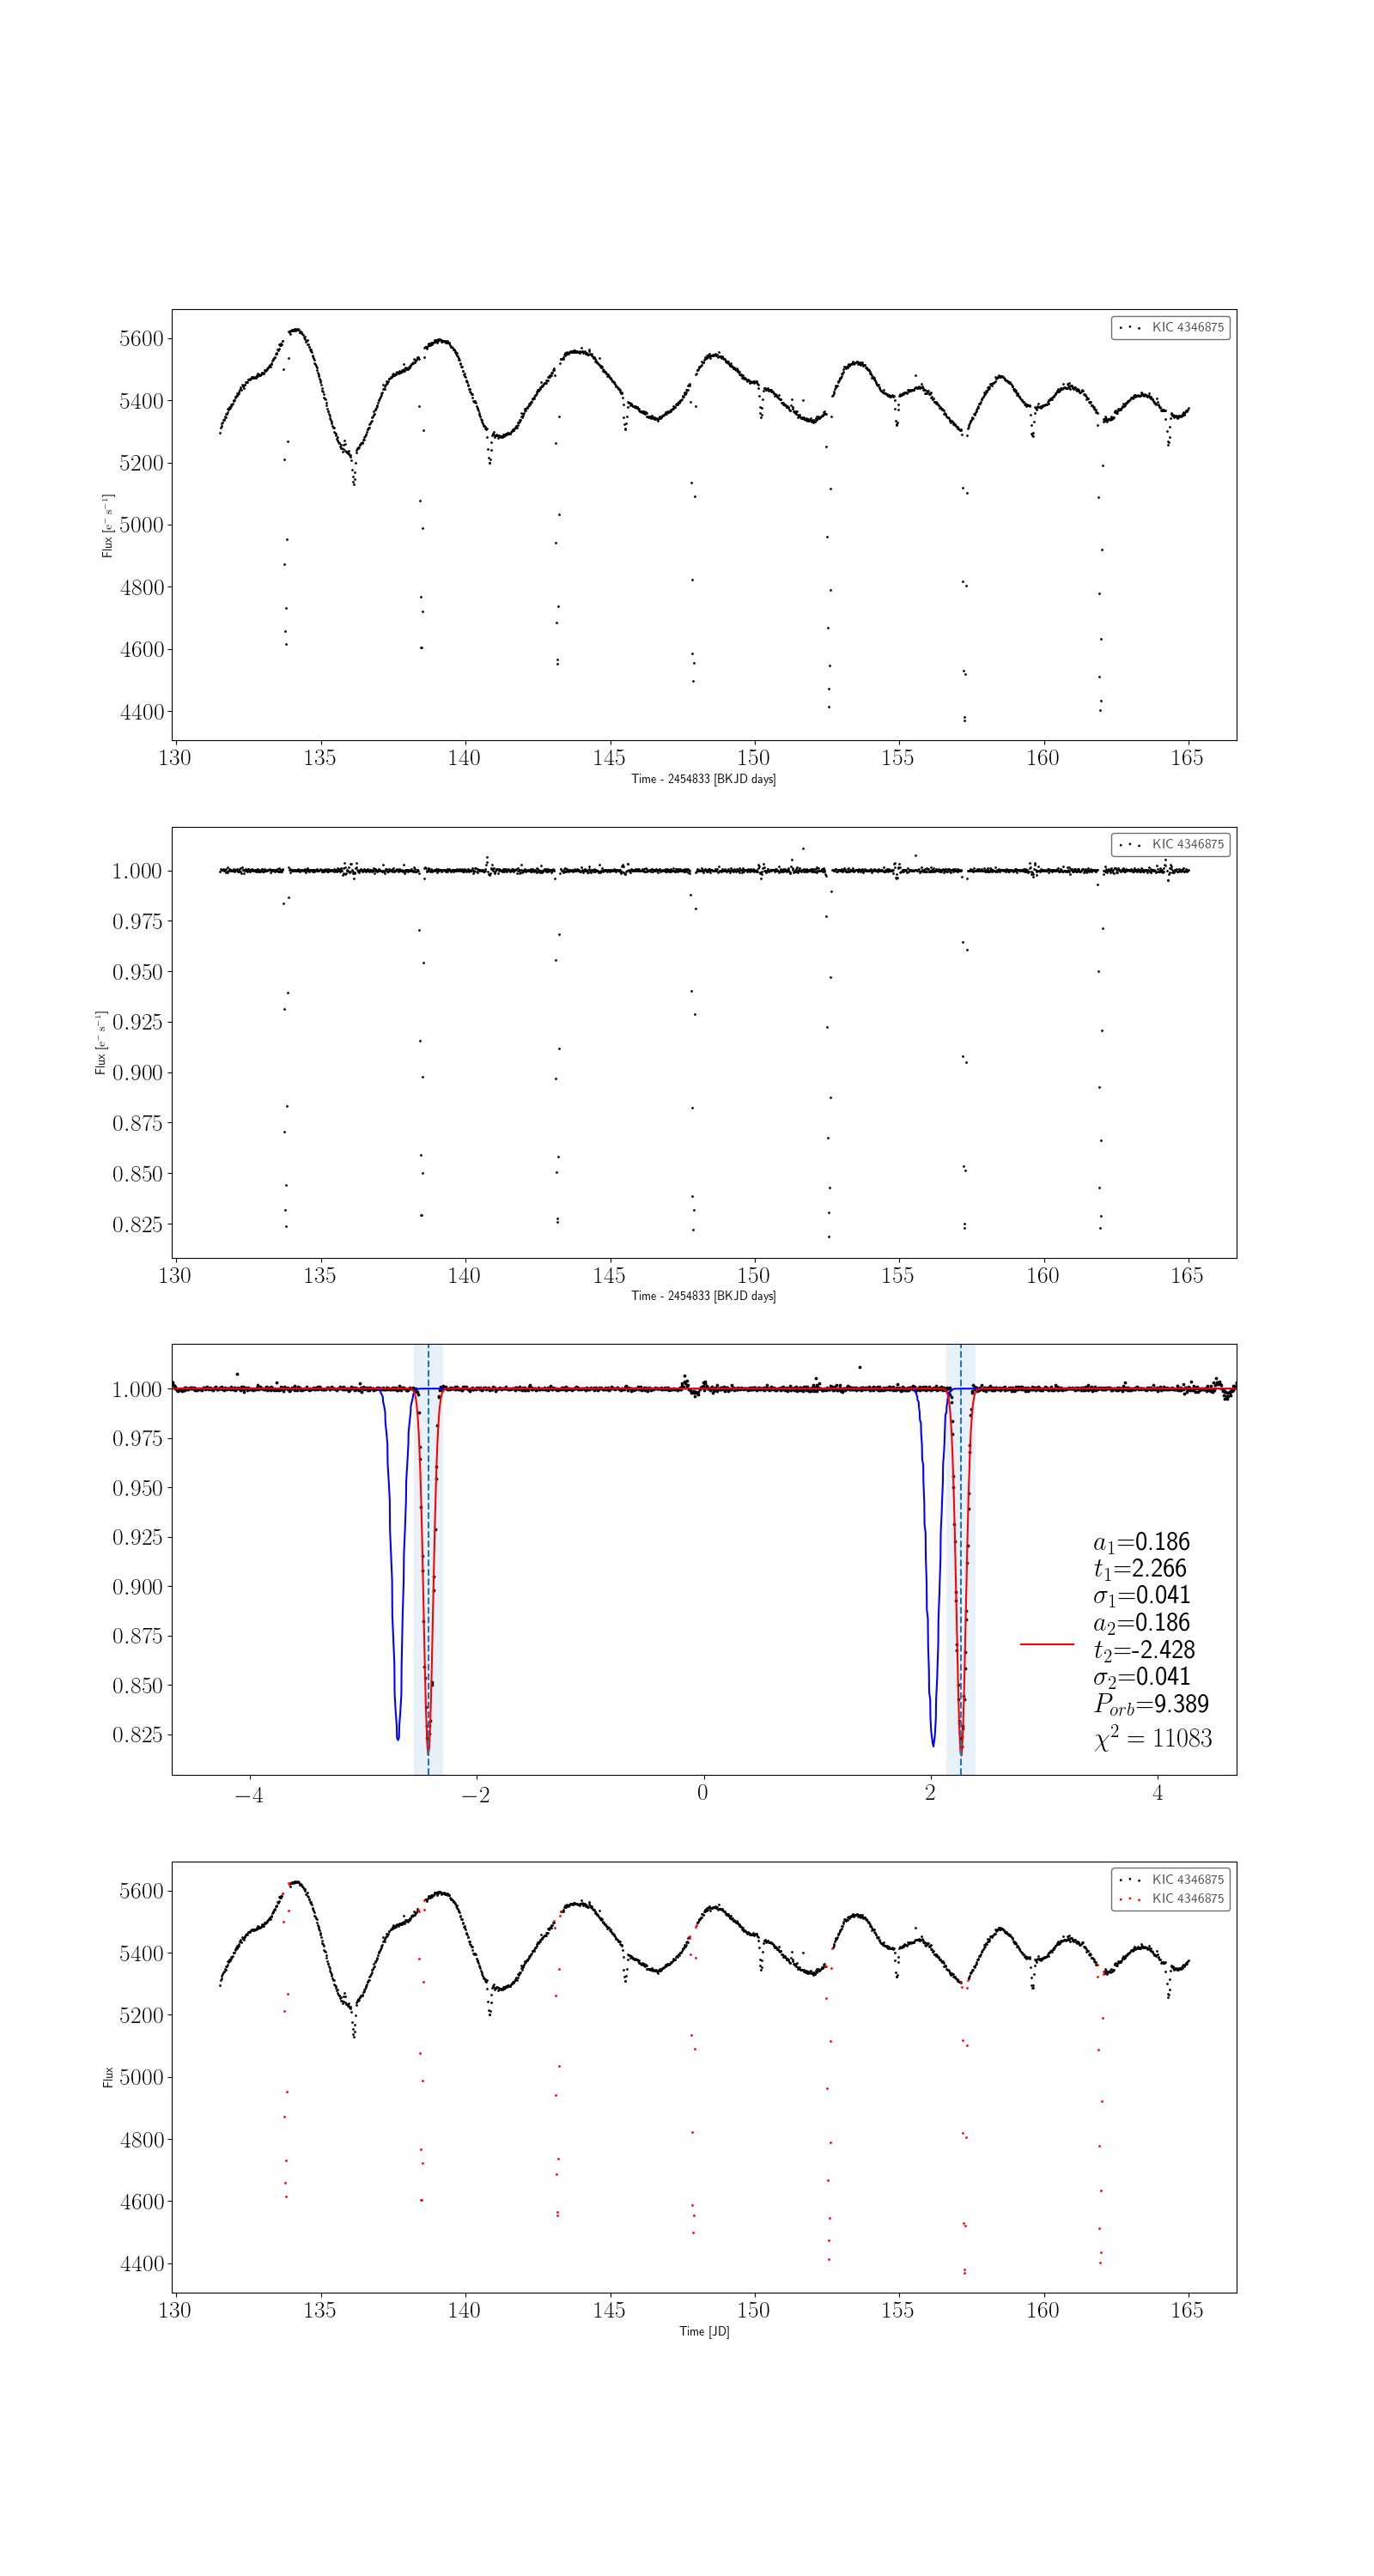 KIC 4346875
5600
5400
5200
5000
4800
4600
4400
Flux [e⁻ s⁻¹]
130 135 140 145 150 155 160 165
Time - 2454833 [BKJD days]
KIC 4346875
1.000
0.975
0.950
0.925
0.900
0.875
0.850
0.825
Flux [e⁻ s⁻¹]
130 135 140 145 150 155 160 165
Time - 2454833 [BKJD days]
1.000
0.975
0.950
0.925
0.900
0.875
0.850
0.825
a₁=0.186
t₁=2.266
σ₁=0.041
a₂=0.186
t₂=-2.428
σ₂=0.041
P_orb=9.389
χ² = 11083
−4 −2 0 2 4
KIC 4346875
KIC 4346875
5600
5400
5200
5000
4800
4600
4400
Flux
130 135 140 145 150 155 160 165
Time [JD]